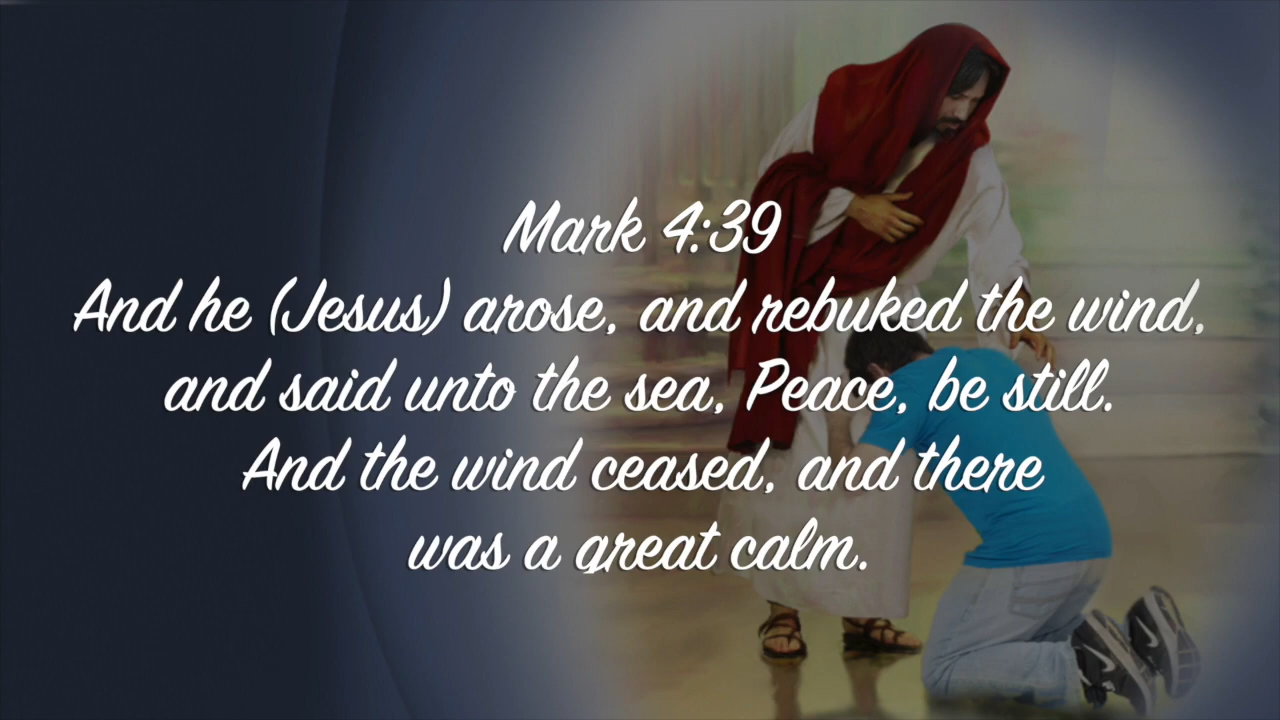 Mark 4:39
And he (Jesus) arose, and rebuked the wind,
and said unto the sea, Peace, be still.
And the wind ceased, and there
was a great calm.